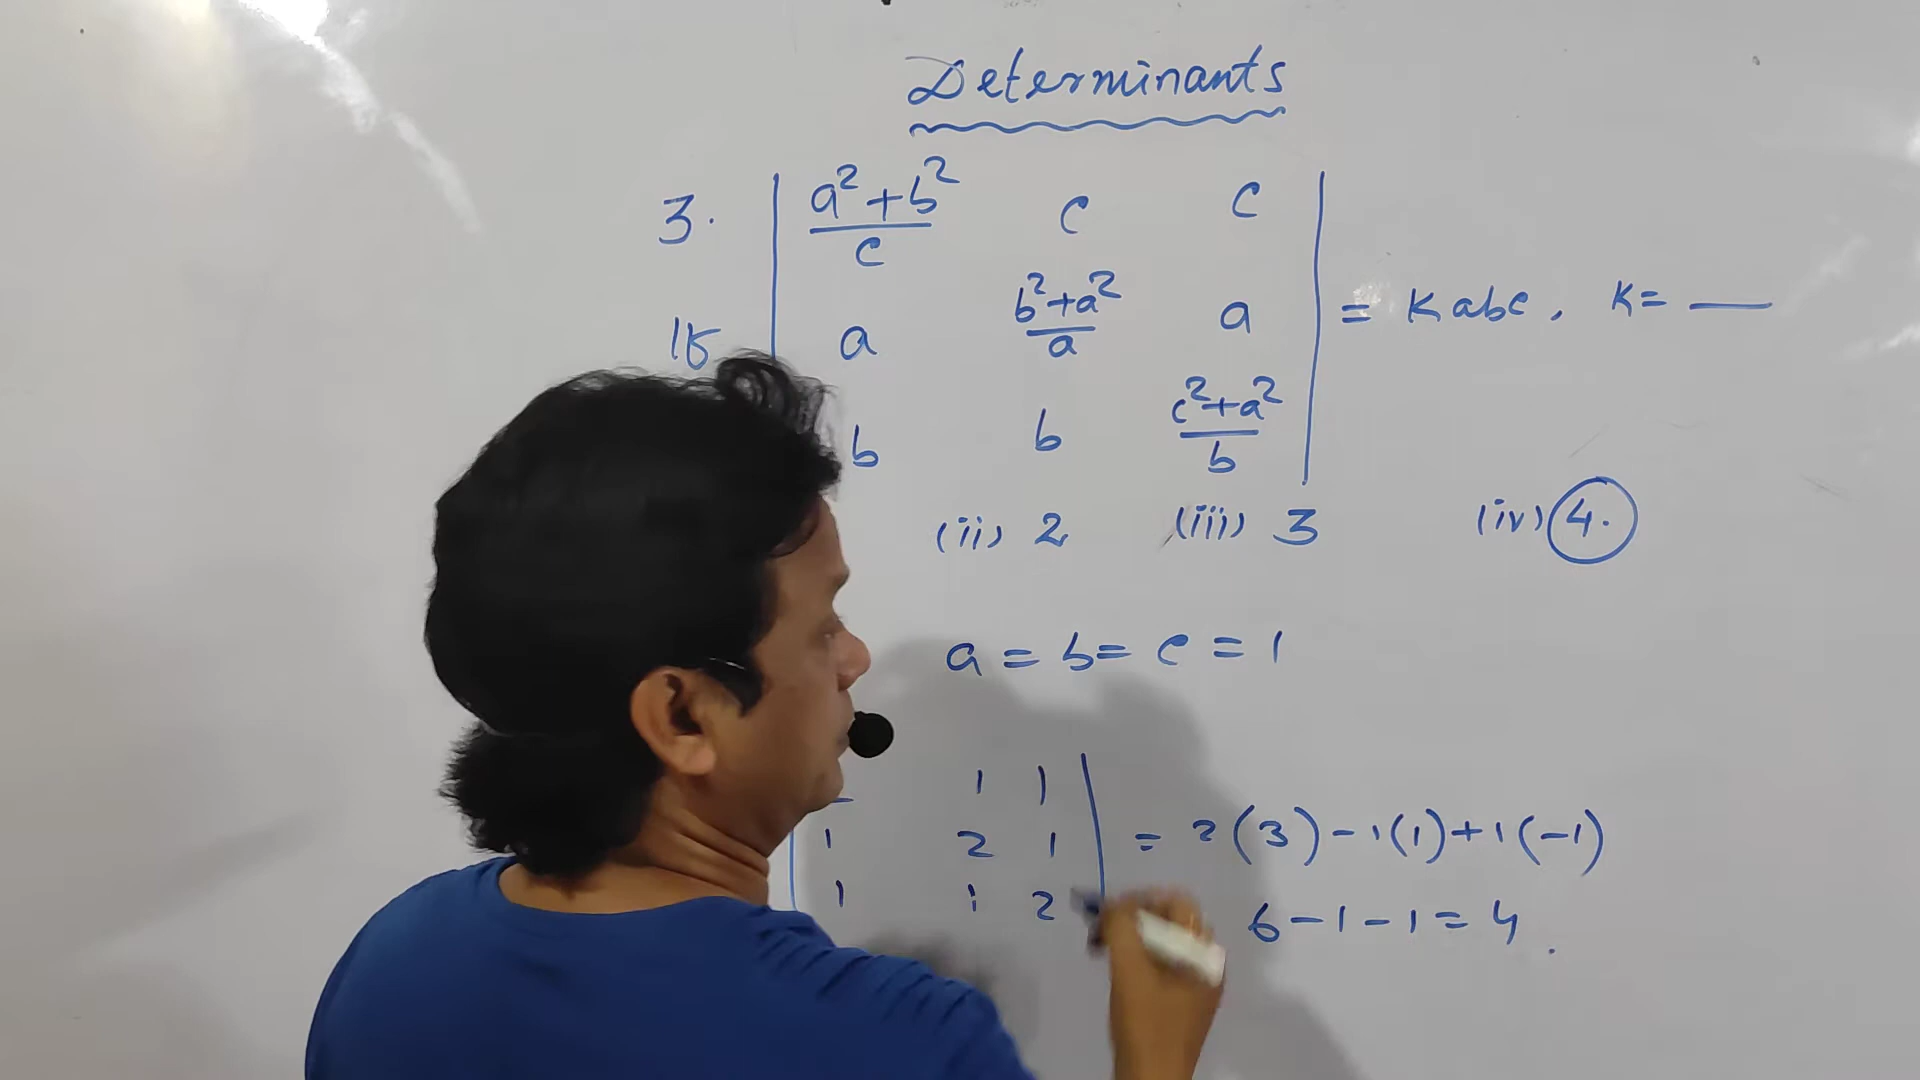 Determinants
3. | (a²+b²)/c c c |
If | a (b²+a²)/a a | = K abc, K= —
b b (c²+a²)/b |
(ii) 2 (iii) 3 (iv) 4.
a = b = c = 1
1 1 |
1 2 1 | = 2(3)-1(1)+1(-1)
1 1 2 | 6-1-1=4.